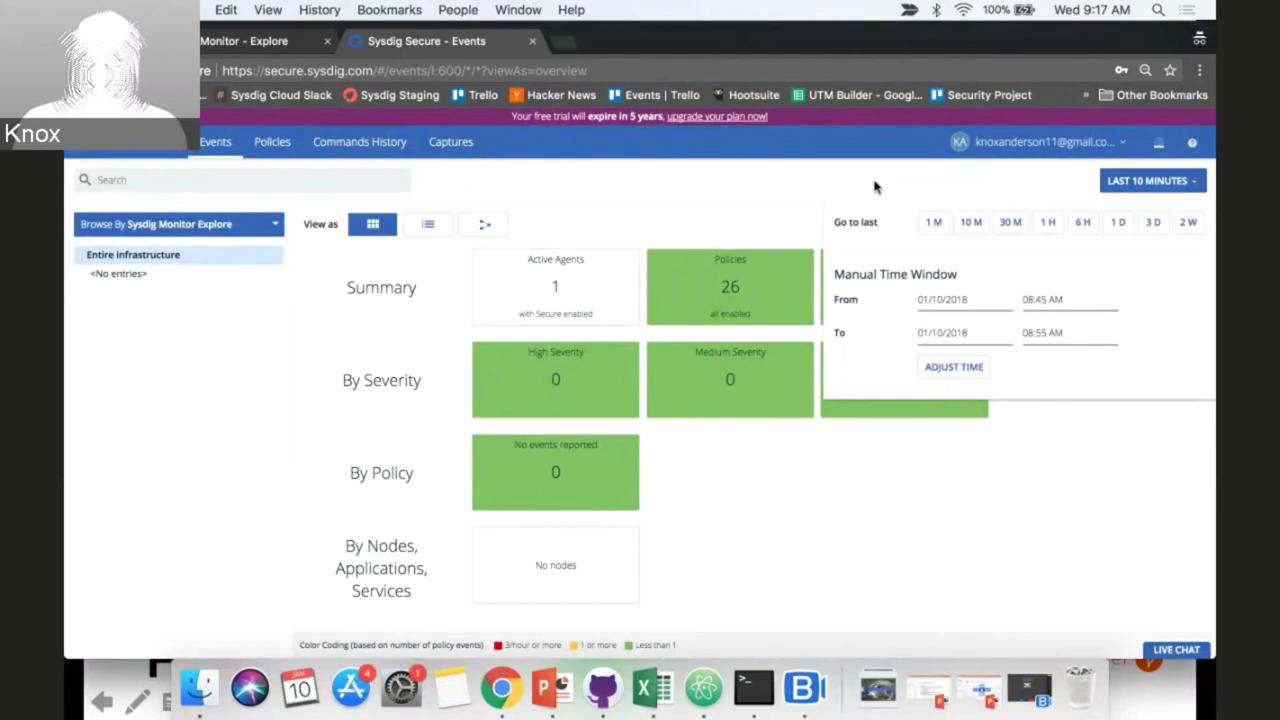 Edit View History Bookmarks People Window Help 100% Wed 9:17 AM
Monitor - Explore × Sysdig Secure - Events ×
https://secure.sysdig.com/#/events/l:600/*/*?viewAs=overview
Sysdig Cloud Slack Sysdig Staging Trello Hacker News Events | Trello Hootsuite UTM Builder - Googl... Security Project » Other Bookmarks
Knox
Your free trial will expire in 5 years, upgrade your plan now!
Events Policies Commands History Captures KA knoxanderson11@gmail.co...
Search
LAST 10 MINUTES
Browse By Sysdig Monitor Explore
View as
Go to last 1 M 10 M 30 M 1 H 6 H 1 D 3 D 2 W
Entire infrastructure
<No entries>
Summary
Active Agents
1
with Secure enabled
Policies
26
all enabled
Manual Time Window
From 01/10/2018 08:45 AM
To 01/10/2018 08:55 AM
ADJUST TIME
By Severity
High Severity
0
Medium Severity
0
By Policy
No events reported
0
By Nodes,
Applications,
Services
No nodes
Color Coding (based on number of policy events) 3/hour or more 1 or more Less than 1
LIVE CHAT
JAN
10
4
1